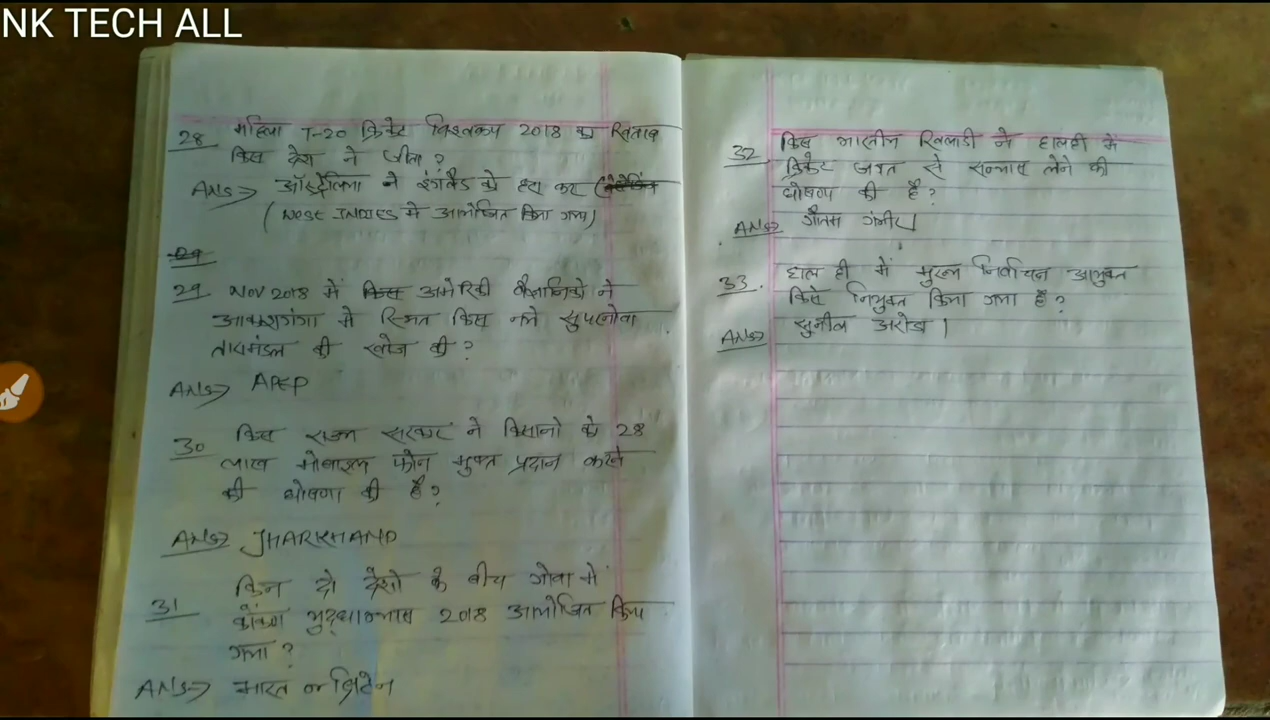 NK TECH ALL
28 महिला T-20 क्रिकेट विश्वकप 2018 का खिताब
किस देश ने जीता ?
ANS→ ऑस्ट्रेलिया ने इंग्लैंड को हरा कर
( WEST INDIES में आयोजित किया गया)
29
29 NOV 2018 में किस अमेरिकी वैज्ञानिको ने
आकाशगंगा में स्थित किस नये सुपरनोवा
तारामंडल की खोज की ?
ANS→ APEP
30 किस राज्य सरकार ने किसानो को 28
लाख मोबाइल फोन मुफ्त प्रदान करने
की घोषणा की है ?
ANS→ JHARKHAND
किन दो देशो के बीच गोवा में
31 कोंकण युद्धाभ्यास 2018 आयोजित किया
गया ?
ANS→ भारत or ब्रिटेन
32 किस भारतीय खिलाडी ने हालही में
क्रिकेट जगत से सन्यास लेने की
घोषणा की है ?
ANS→ गौतम गंभीर ।
33. हाल ही में मुख्य निर्वाचन आयुक्त
किसे नियुक्त किया गया है ?
ANS→ सुनील अरोडा ।